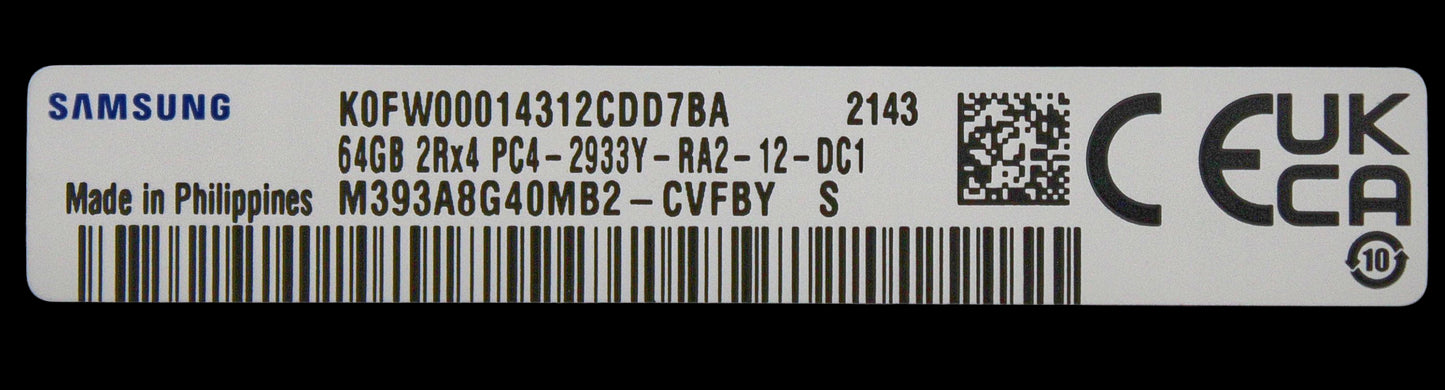 SAMSUNG K0FW00014312CDD7BA 2143
64GB 2Rx4 PC4-2933Y-RA2-12-DC1
Made in Philippines M393A8G40MB2-CVFBY S
CE UK
CA
10